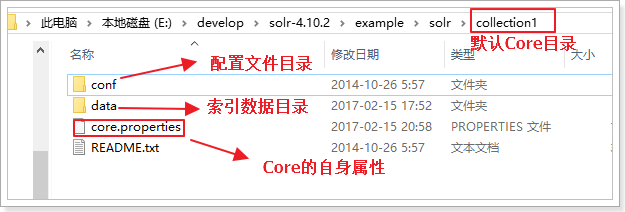 此电脑 › 本地磁盘 (E:) › develop › solr-4.10.2 › example › solr › collection1
默认Core目录
名称 修改日期 类型 大小
配置文件目录
conf 2014-10-26 5:57 文件夹
data 索引数据目录 2017-02-15 17:52 文件夹
core.properties 2017-02-15 20:58 PROPERTIES 文件
README.txt 2014-10-26 5:57 文本文档
Core的自身属性